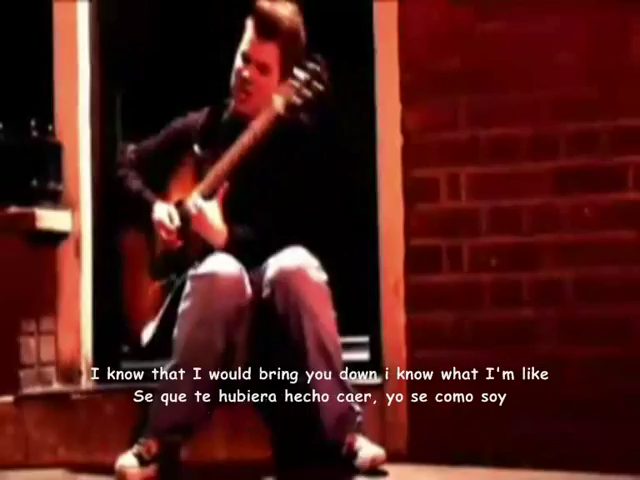 I know that I would bring you down i know what I'm like
Se que te hubiera hecho caer, yo se como soy